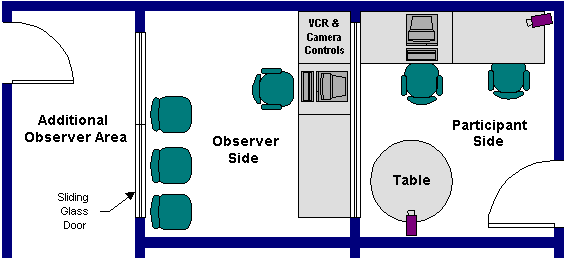 VCR &
Camera
Controls
Additional
Observer Area
Observer
Side
Participant
Side
Table
Sliding
Glass
Door